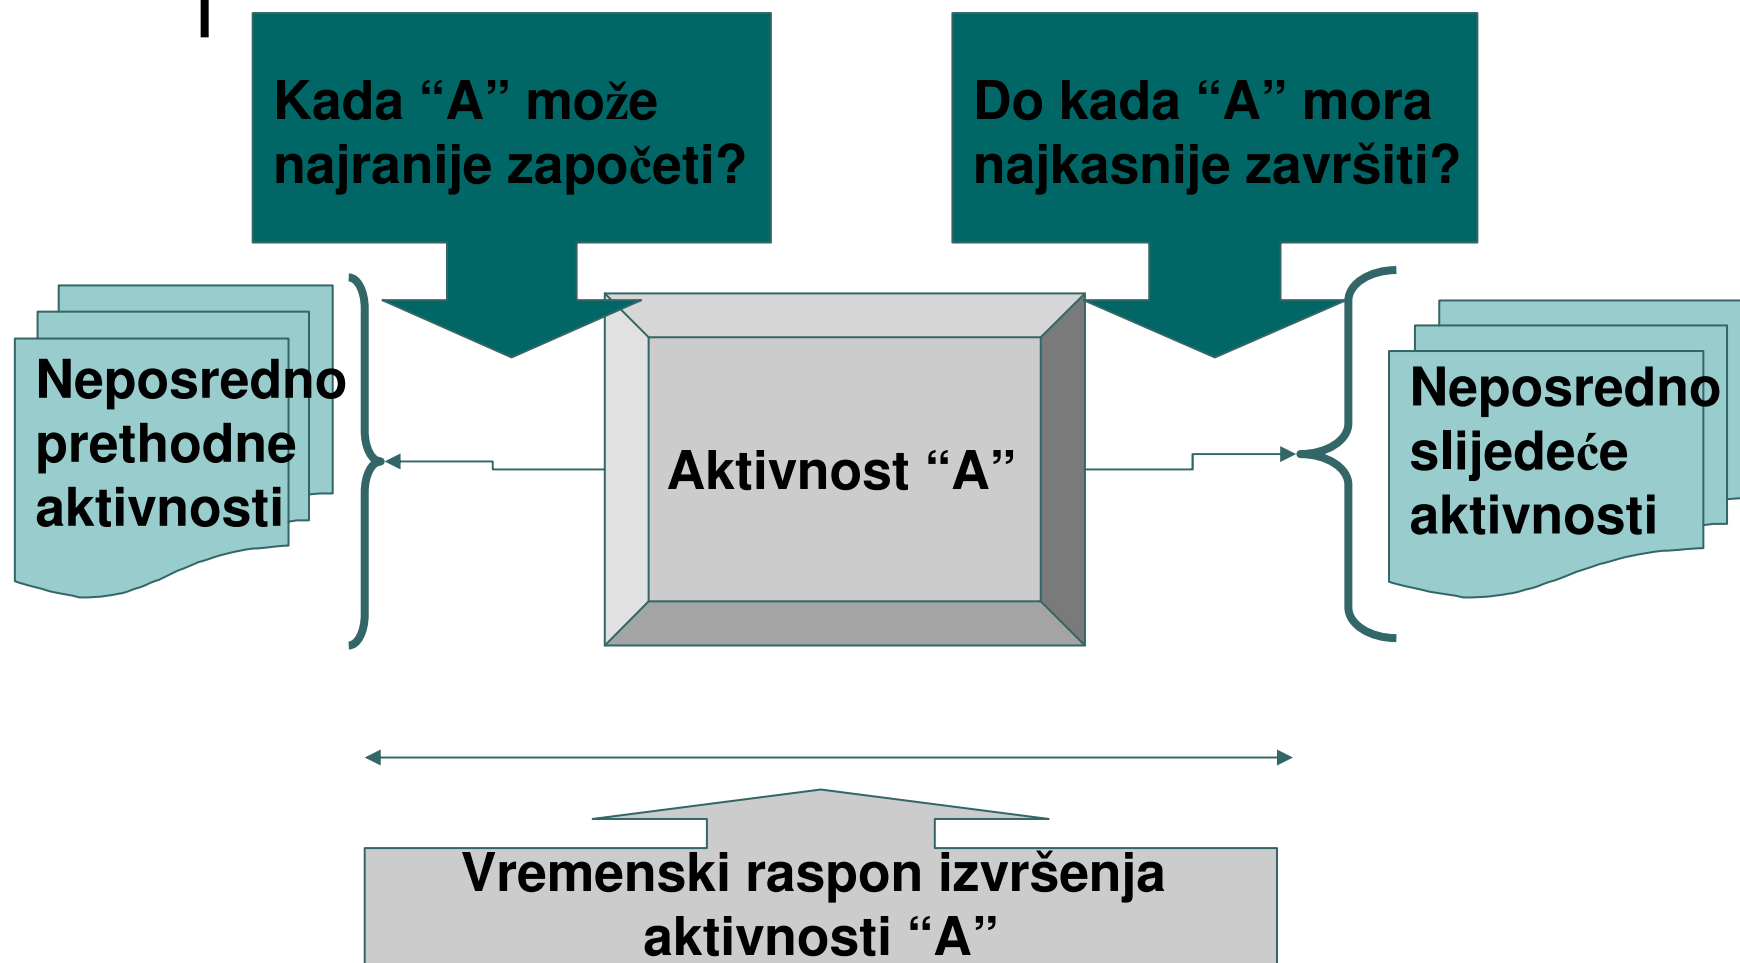 Kada “A” može
najranije započeti?
Do kada “A” mora
najkasnije završiti?
Neposredno
prethodne
aktivnosti
Aktivnost “A”
Neposredno
slijedeće
aktivnosti
Vremenski raspon izvršenja
aktivnosti “A”